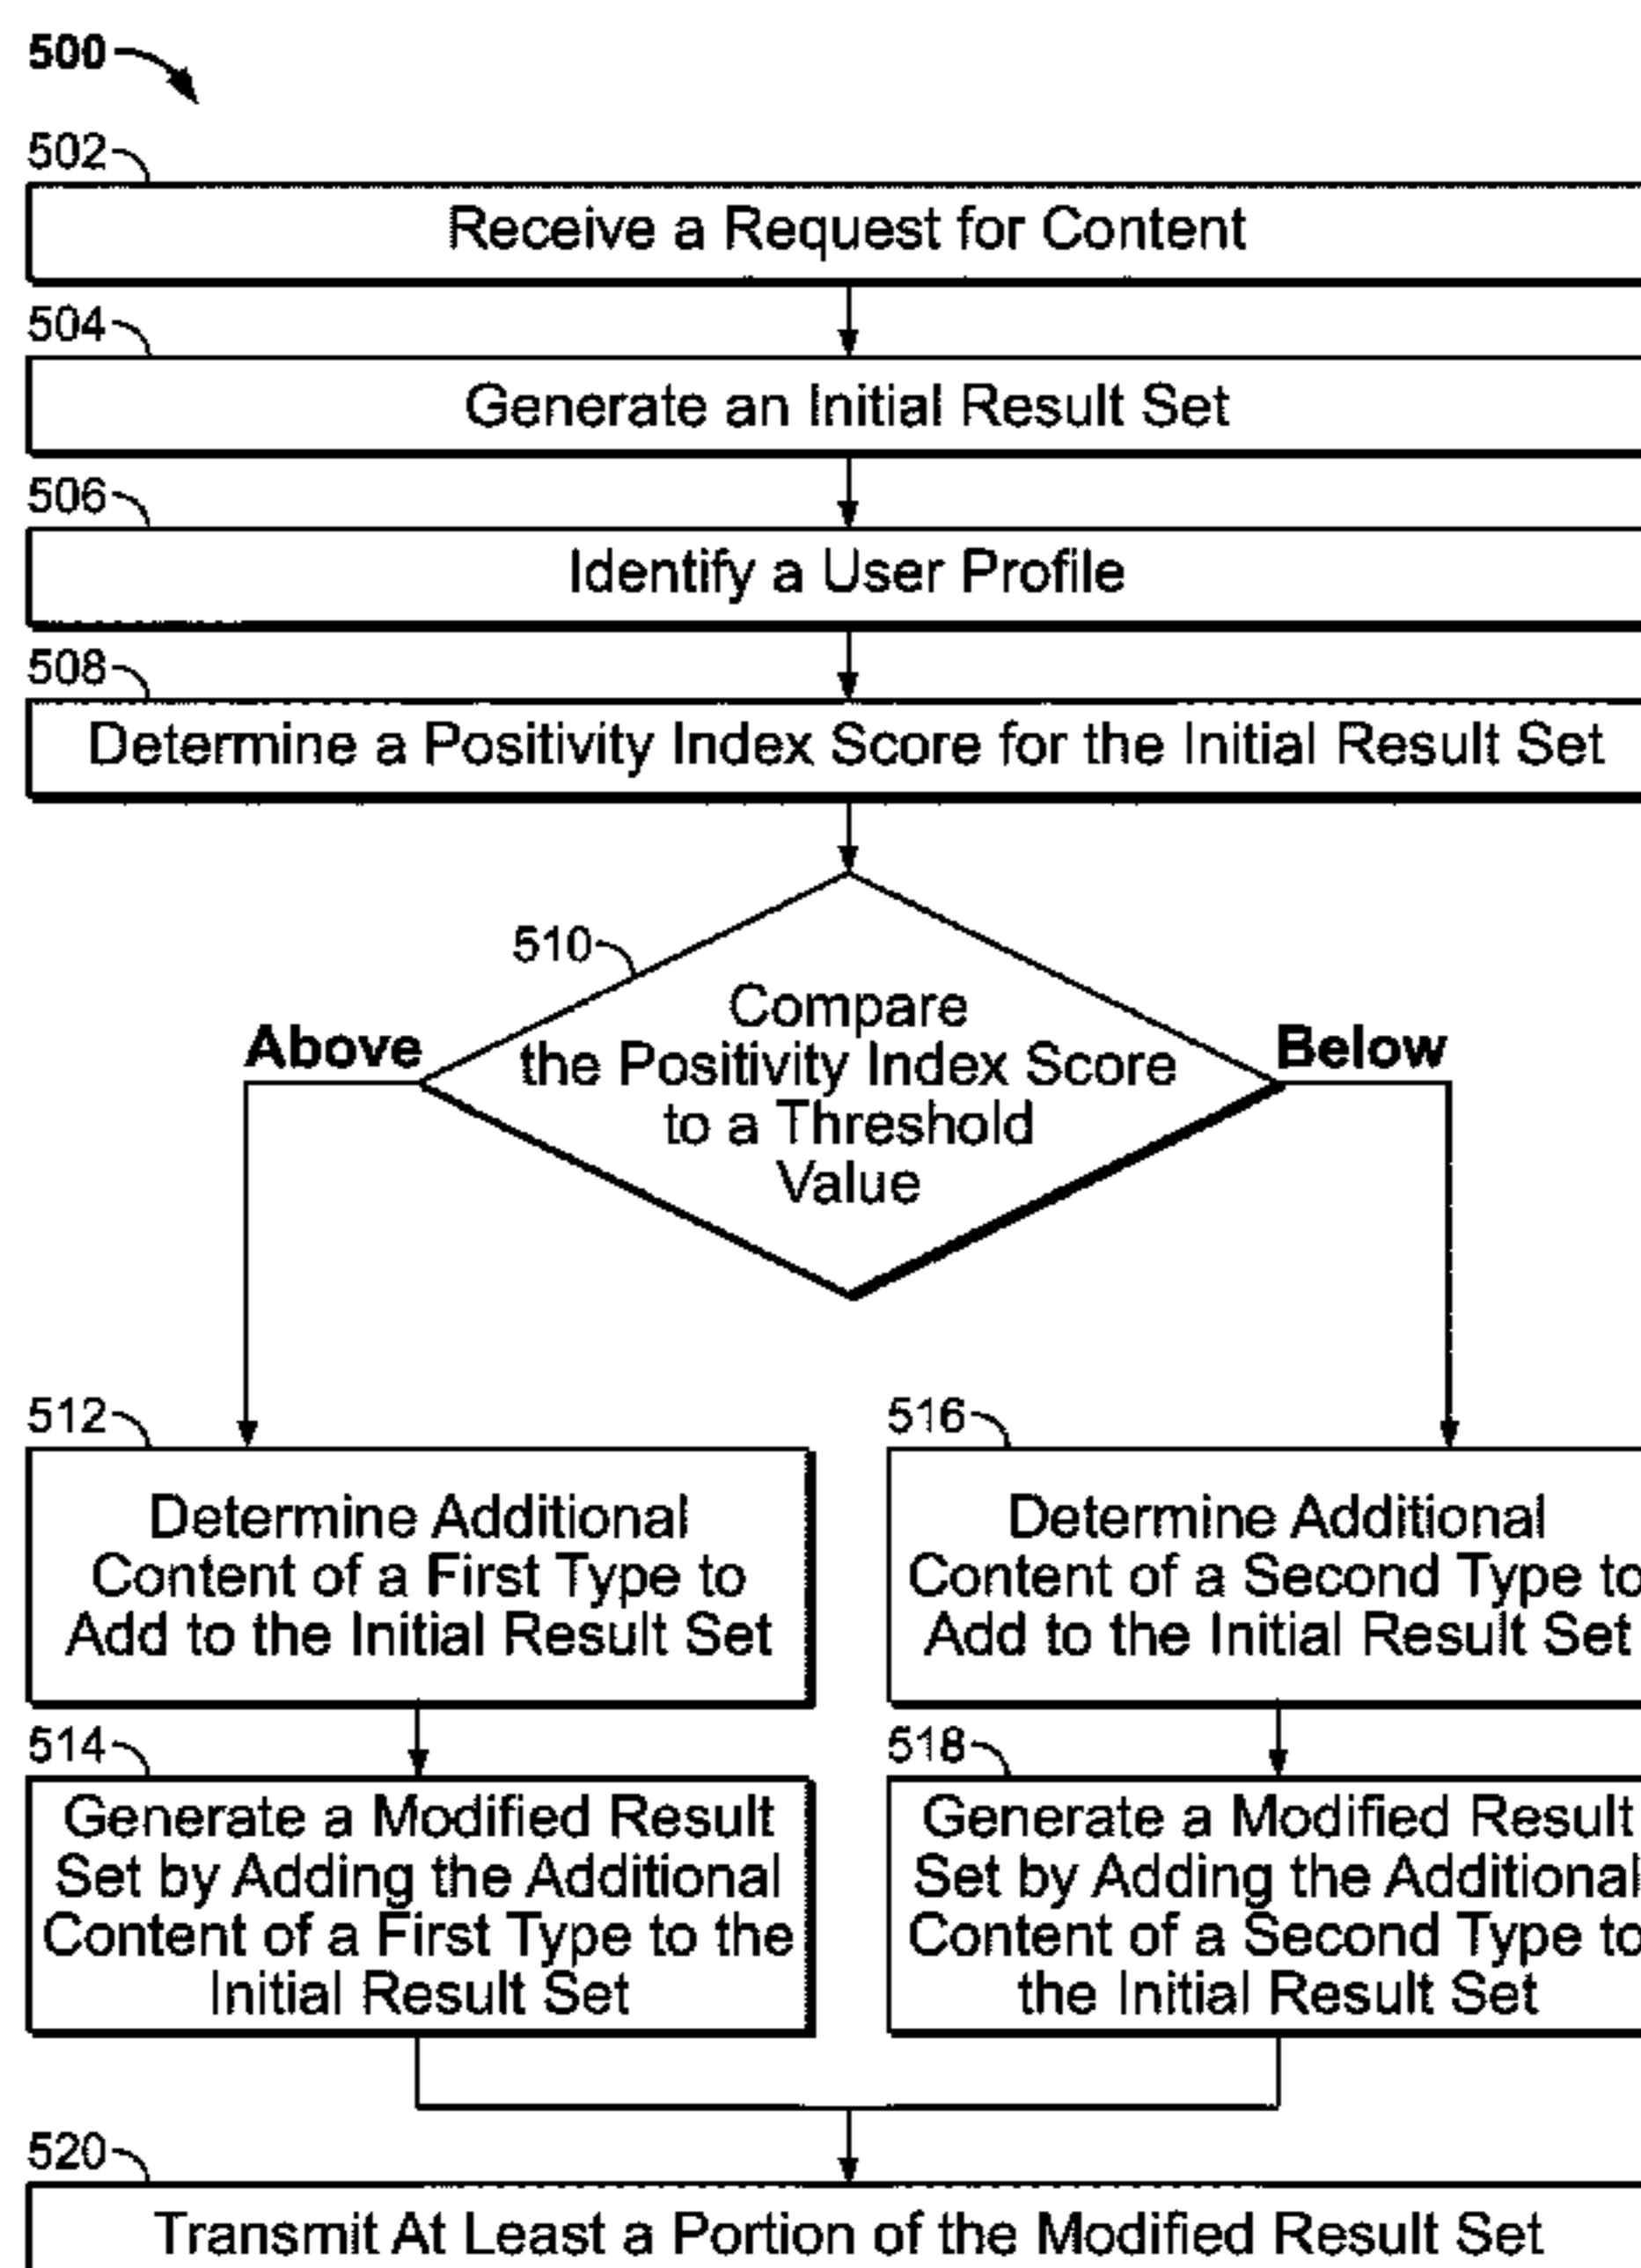 500
502
Receive a Request for Content
504
Generate an Initial Result Set
506
Identify a User Profile
508
Determine a Positivity Index Score for the Initial Result Set
510
Compare
the Positivity Index Score
to a Threshold
Value
Above
Below
512
Determine Additional
Content of a First Type to
Add to the Initial Result Set
514
Generate a Modified Result
Set by Adding the Additional
Content of a First Type to the
Initial Result Set
516
Determine Additional
Content of a Second Type to
Add to the Initial Result Set
518
Generate a Modified Result
Set by Adding the Additional
Content of a Second Type to
the Initial Result Set
520
Transmit At Least a Portion of the Modified Result Set